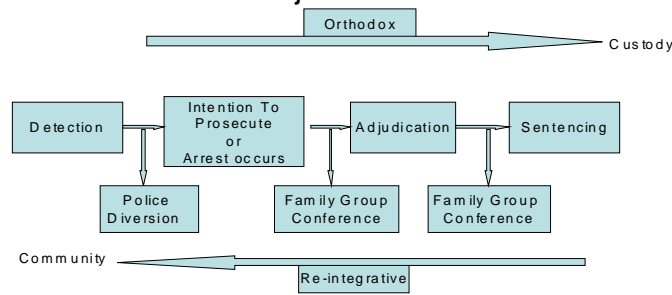 Orthodox
Custody
Detection
Intention To
Prosecute
or
Arrest occurs
Adjudication
Sentencing
Police
Diversion
Family Group
Conference
Family Group
Conference
Community
Re-integrative